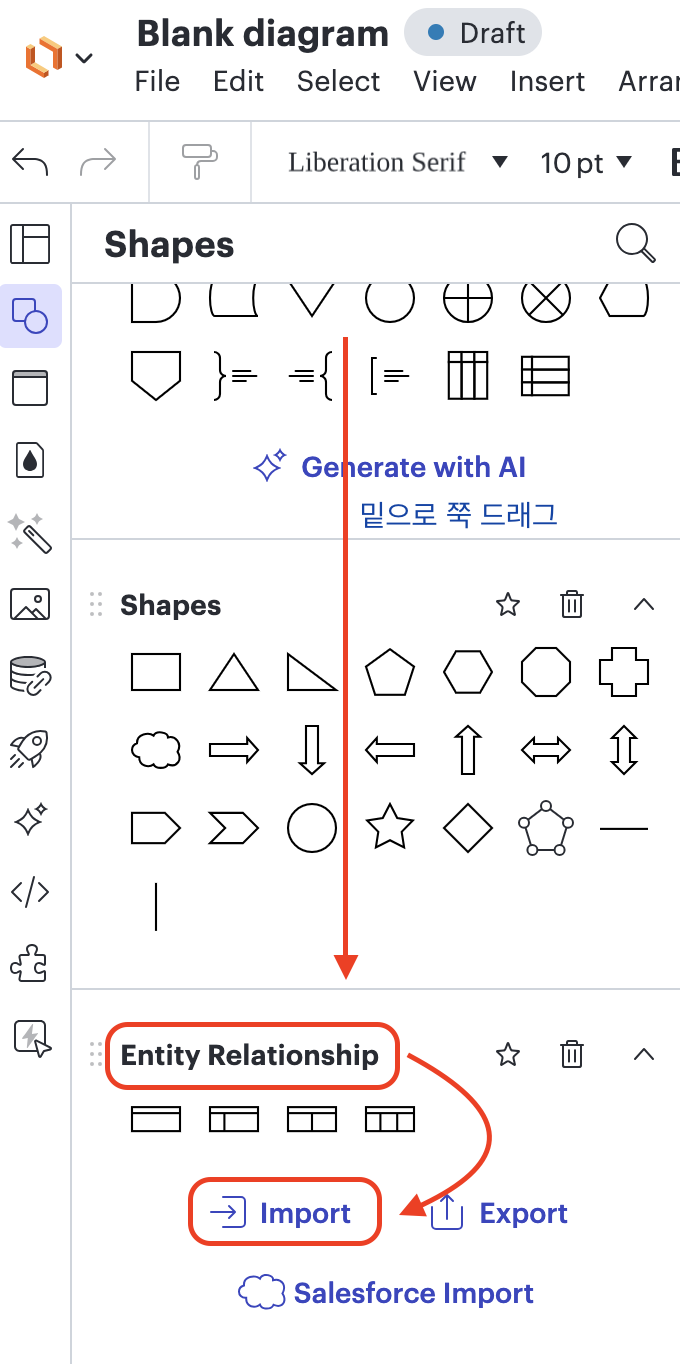 Blank diagram
Draft
File Edit Select View Insert Arrar
Liberation Serif 10 pt
Shapes
Generate with AI
밑으로 쭉 드래그
Shapes
Entity Relationship
Import Export
Salesforce Import